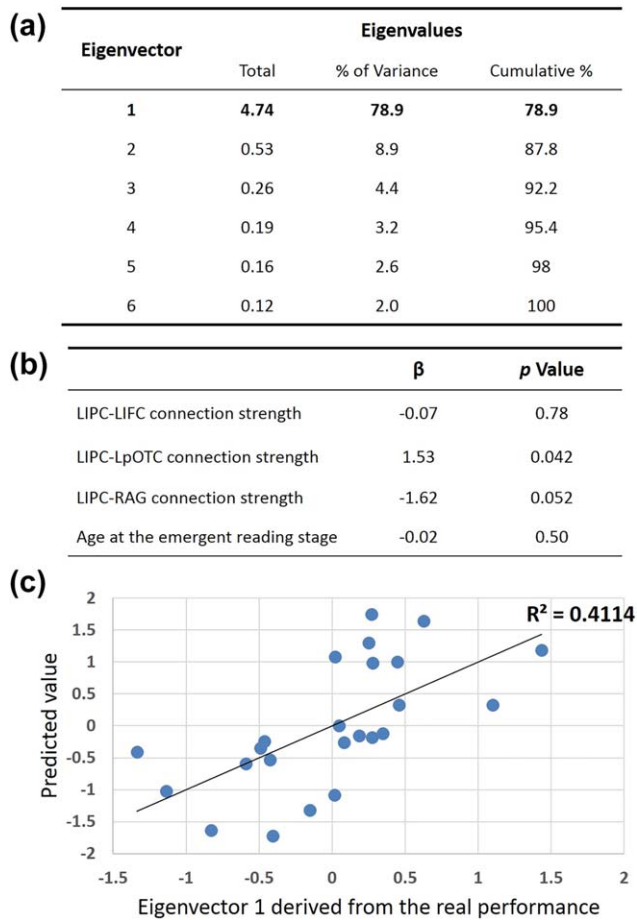 (a)
Eigenvector Eigenvalues
Total % of Variance Cumulative %
1 4.74 78.9 78.9
2 0.53 8.9 87.8
3 0.26 4.4 92.2
4 0.19 3.2 95.4
5 0.16 2.6 98
6 0.12 2.0 100
(b)
β p Value
LIPC-LIFC connection strength -0.07 0.78
LIPC-LpOTC connection strength 1.53 0.042
LIPC-RAG connection strength -1.62 0.052
Age at the emergent reading stage -0.02 0.50
(c)
R² = 0.4114
Predicted value
2
1.5
1
0.5
0
-0.5
-1
-1.5
-2
-1.5 -1 -0.5 0 0.5 1 1.5
Eigenvector 1 derived from the real performance